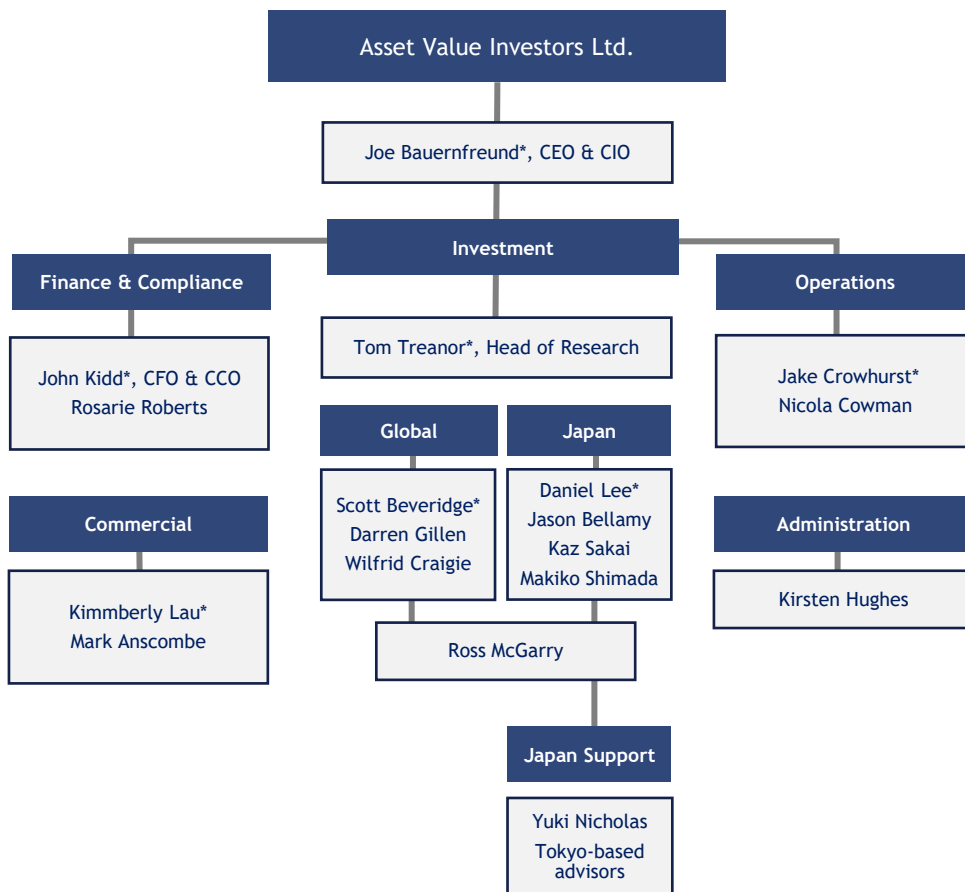 Asset Value Investors Ltd.
Joe Bauernfreund*, CEO & CIO
Investment
Finance & Compliance
Operations
Tom Treanor*, Head of Research
John Kidd*, CFO & CCO
Rosarie Roberts
Jake Crowhurst*
Nicola Cowman
Global
Japan
Scott Beveridge*
Darren Gillen
Wilfrid Craigie
Daniel Lee*
Jason Bellamy
Kaz Sakai
Makiko Shimada
Commercial
Administration
Kimmberly Lau*
Mark Anscombe
Kirsten Hughes
Ross McGarry
Japan Support
Yuki Nicholas
Tokyo-based
advisors